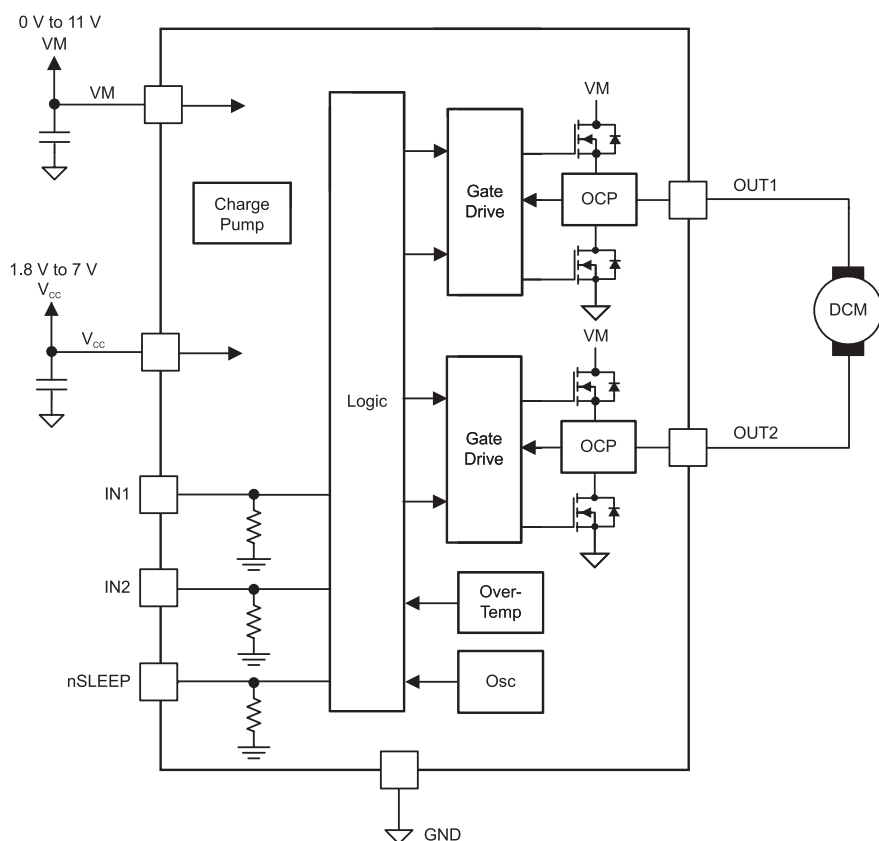 0 V to 11 V
VM
VM
Charge
Pump
1.8 V to 7 V
VCC
VCC
IN1
IN2
nSLEEP
Logic
Gate
Drive
VM
OCP
OUT1
DCM
Gate
Drive
VM
OCP
OUT2
Over-
Temp
Osc
GND